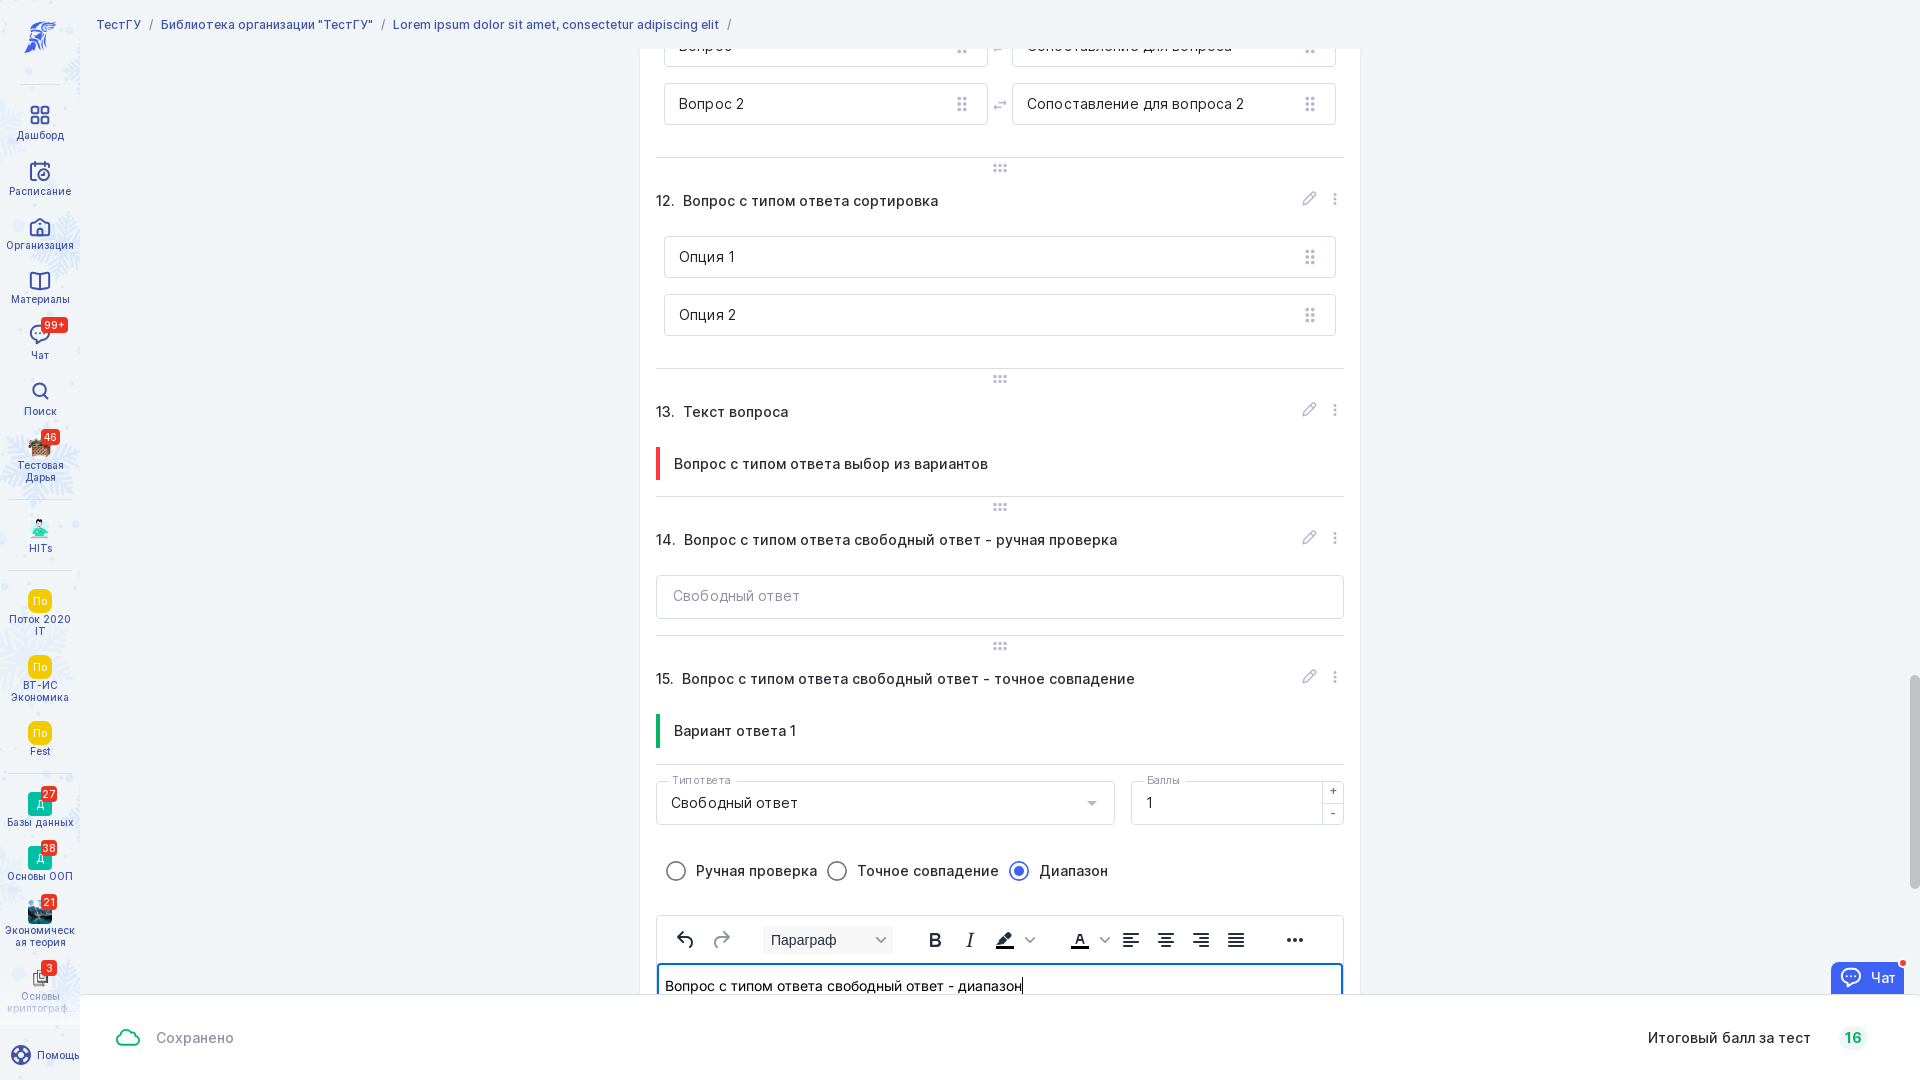 ТестГУ / Библиотека организации "ТестГУ" / Lorem ipsum dolor sit amet, consectetur adipiscing elit /
Дашборд
Расписание
Организация
Материалы
99+
Чат
Поиск
46
Тестовая
Дарья
HITs
По
Поток 2020
IT
По
ВТ-ИС
Экономика
По
Fest
27
Д
Базы данных
38
Д
Основы ООП
21
Экономическ
ая теория
3
Основы
криптограф...
Помощь
Вопрос
Сопоставление для вопроса
Вопрос 2
Сопоставление для вопроса 2
12. Вопрос с типом ответа сортировка
Опция 1
Опция 2
13. Текст вопроса
Вопрос с типом ответа выбор из вариантов
14. Вопрос с типом ответа свободный ответ - ручная проверка
Свободный ответ
15. Вопрос с типом ответа свободный ответ - точное совпадение
Вариант ответа 1
Тип ответа
Свободный ответ
Баллы
1
+
-
Ручная проверка Точное совпадение Диапазон
Параграф
Вопрос с типом ответа свободный ответ - диапазон
Чат
Сохранено
Итоговый балл за тест 16